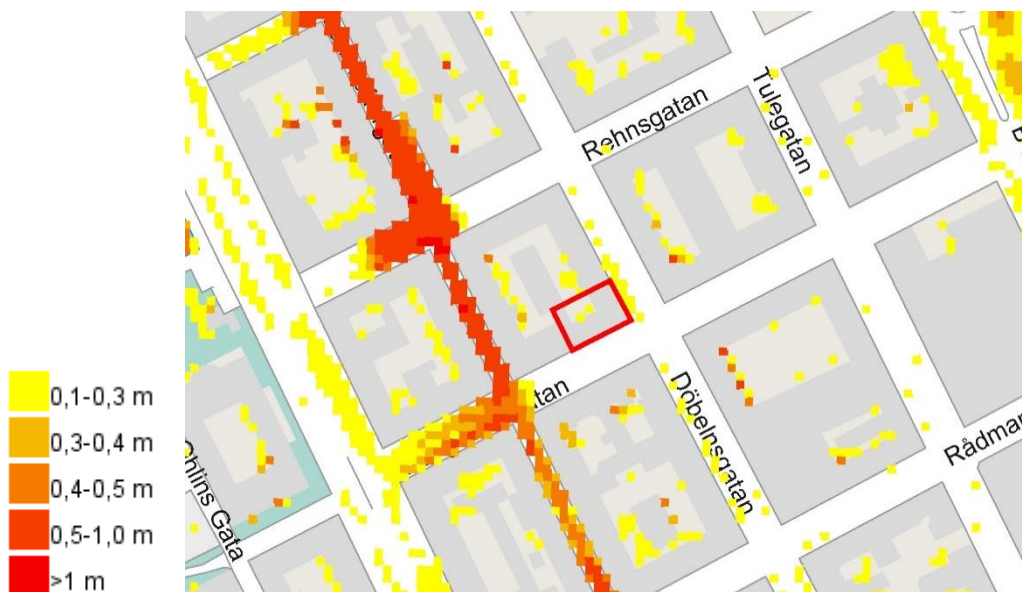 0,1-0,3 m
0,3-0,4 m
0,4-0,5 m
0,5-1,0 m
>1 m
Rehnsgatan
Tulegatan
tan
Döbelnsgatan
Rådmar
ohlins Gata